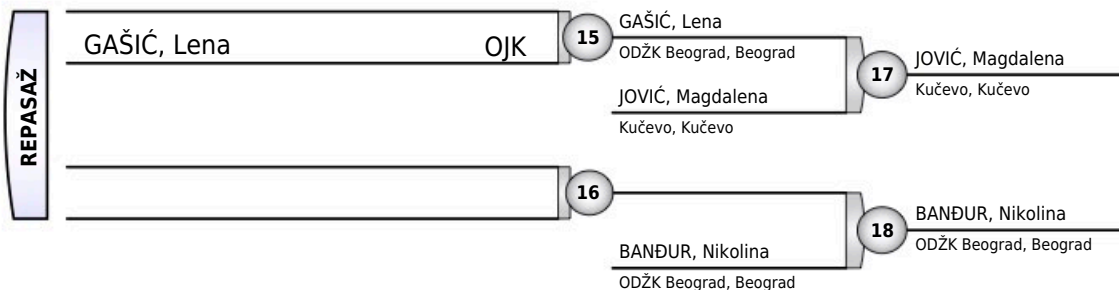 REPASAŽ
GAŠIĆ, Lena OJK
15
GAŠIĆ, Lena
ODŽK Beograd, Beograd
JOVIĆ, Magdalena
Kučevo, Kučevo
17
JOVIĆ, Magdalena
Kučevo, Kučevo
16
BANĐUR, Nikolina
ODŽK Beograd, Beograd
18
BANĐUR, Nikolina
ODŽK Beograd, Beograd